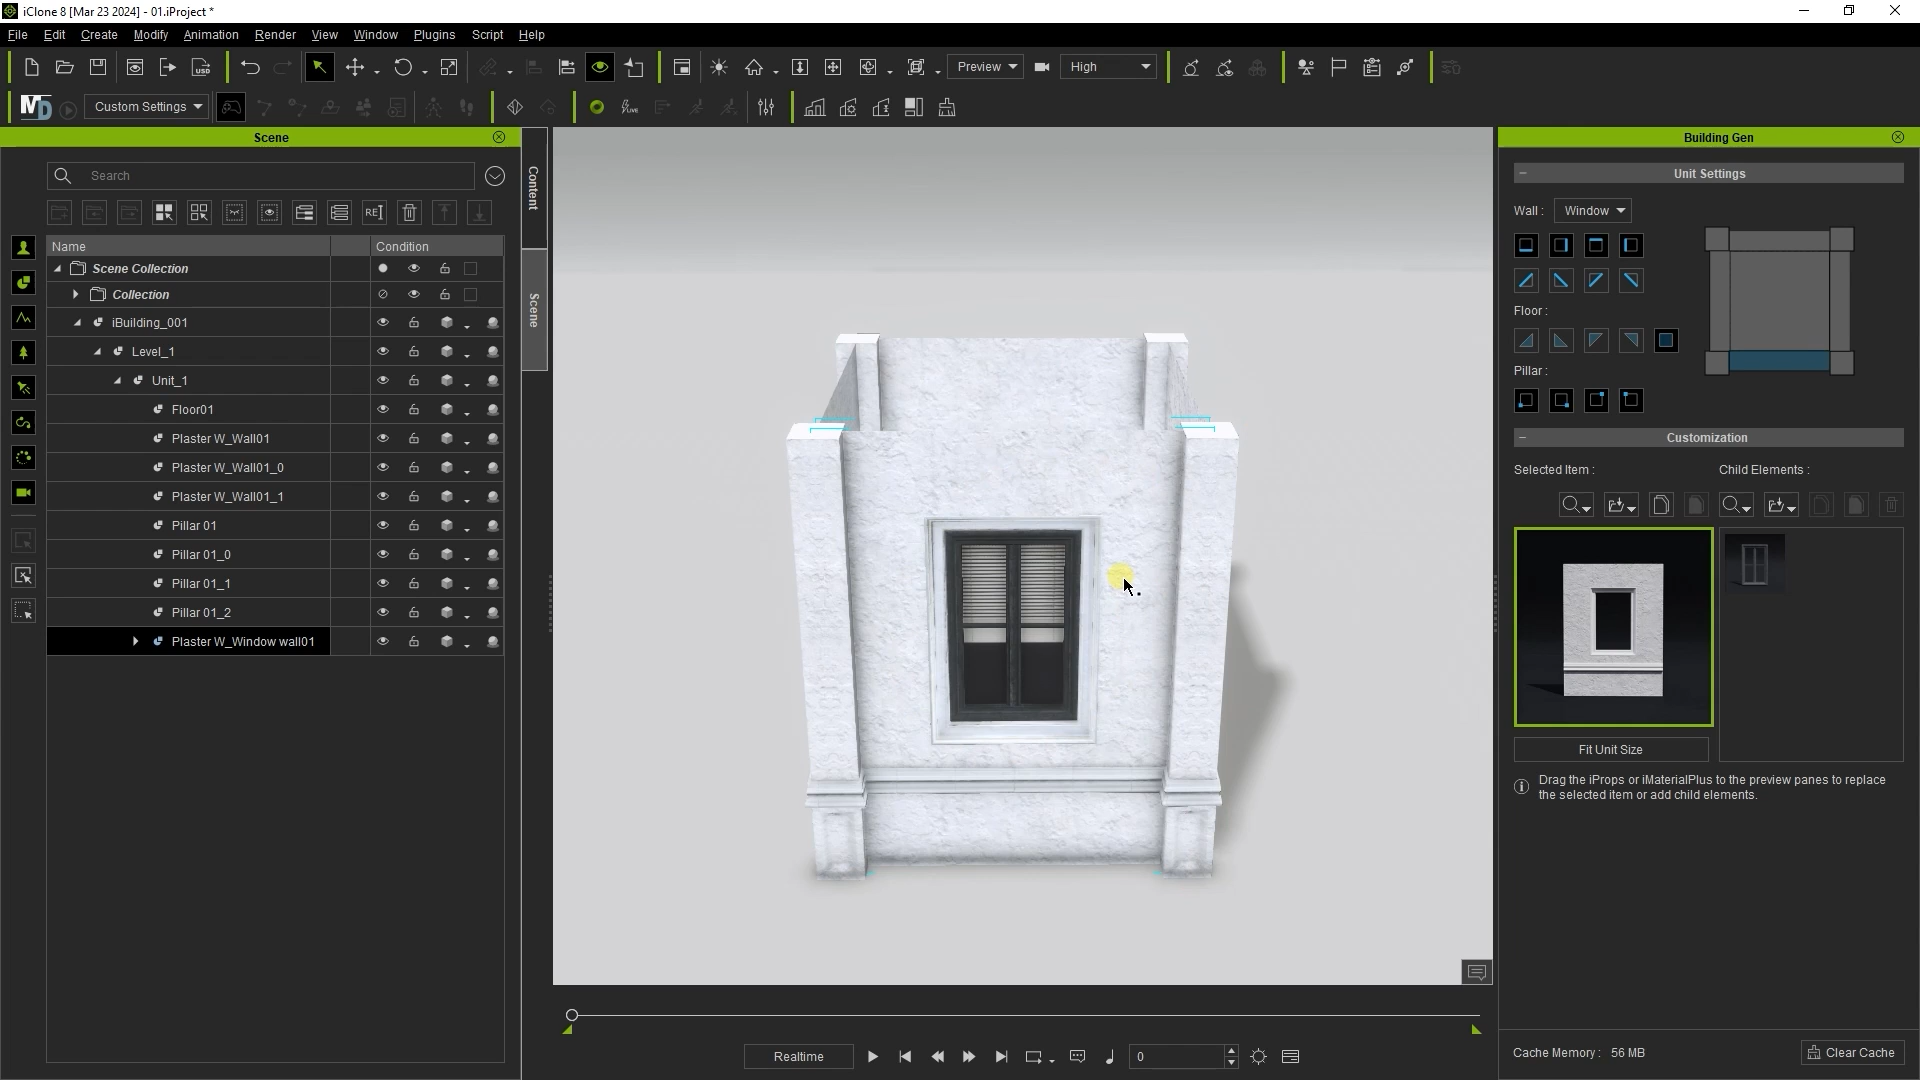 iClone 8 [Mar 23 2024] - 01.iProject *
File Edit Create Modify Animation Render View Window Plugins Script Help
Preview High
Custom Settings
Scene
Search
Name Condition
Scene Collection
Collection
iBuilding_001
Level_1
Unit_1
Floor01
Plaster W_Wall01
Plaster W_Wall01_0
Plaster W_Wall01_1
Pillar 01
Pillar 01_0
Pillar 01_1
Pillar 01_2
Plaster W_Window wall01
Content
Scene
Realtime
0
Building Gen
Unit Settings
Wall : Window
Floor :
Pillar :
Customization
Selected Item : Child Elements :
Fit Unit Size
Drag the iProps or iMaterialPlus to the preview panes to replace
the selected item or add child elements.
Cache Memory : 56 MB
Clear Cache